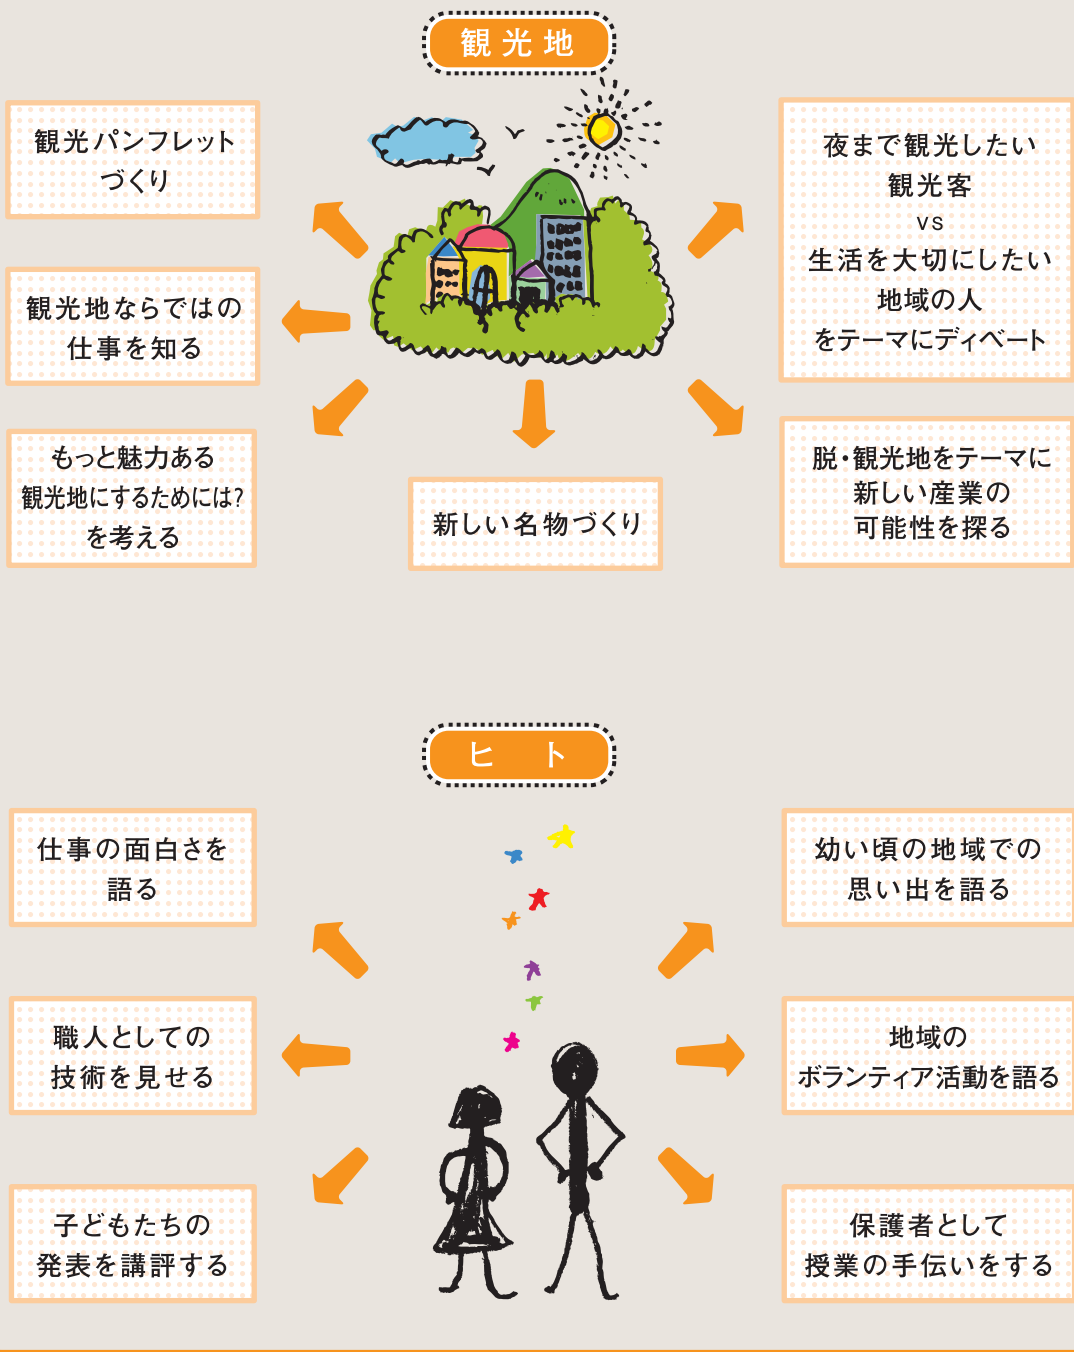 観光地
観光パンフレット
づくり
観光地ならではの
仕事を知る
もっと魅力ある
観光地にするためには?
を考える
新しい名物づくり
夜まで観光したい
観光客
vs
生活を大切にしたい
地域の人
をテーマにディベート
脱・観光地をテーマに
新しい産業の
可能性を探る
ヒト
仕事の面白さを
語る
職人としての
技術を見せる
子どもたちの
発表を講評する
幼い頃の地域での
思い出を語る
地域の
ボランティア活動を語る
保護者として
授業の手伝いをする